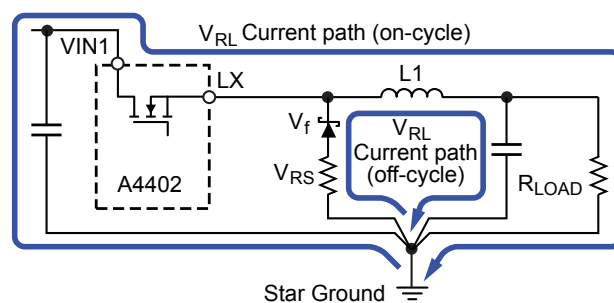 VRL Current path (on-cycle)
VIN1
LX
L1
Vf
VRL
Current path
(off-cycle)
VRS
A4402
RLOAD
Star Ground